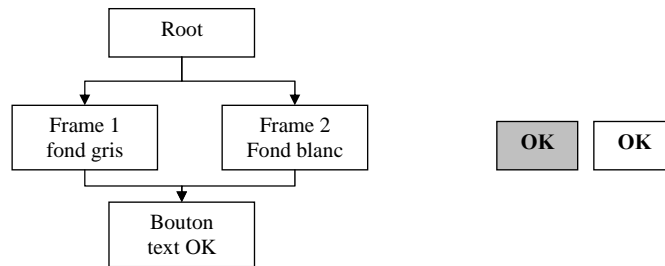 Root
Frame 1
fond gris
Frame 2
Fond blanc
OK
OK
Bouton
text OK